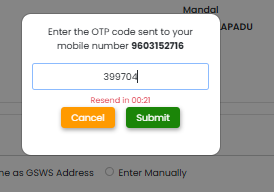 Mandal
APADU
Enter the OTP code sent to your
mobile number 9603152716
399704
Resend in 00:21
Cancel Submit
me as GSWS Address Enter Manually